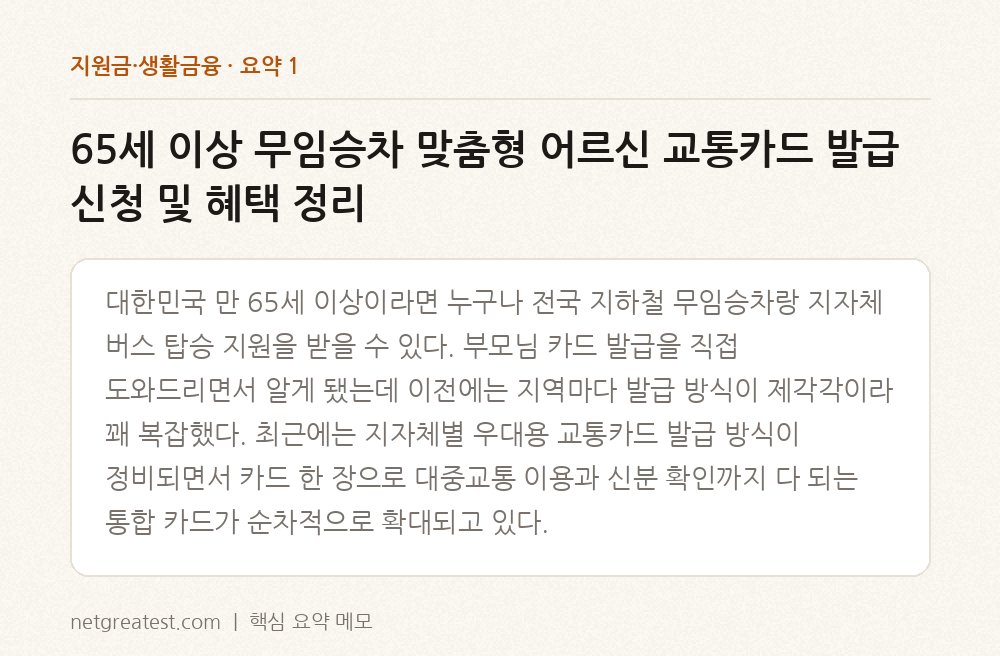 지원금·생활금융 · 요약 1
65세 이상 무임승차 맞춤형 어르신 교통카드 발급
신청 및 혜택 정리
대한민국 만 65세 이상이라면 누구나 전국 지하철 무임승차랑 지자체
버스 탑승 지원을 받을 수 있다. 부모님 카드 발급을 직접
도와드리면서 알게 됐는데 이전에는 지역마다 발급 방식이 제각각이라
꽤 복잡했다. 최근에는 지자체별 우대용 교통카드 발급 방식이
정비되면서 카드 한 장으로 대중교통 이용과 신분 확인까지 다 되는
통합 카드가 순차적으로 확대되고 있다.
netgreatest.com | 핵심 요약 메모